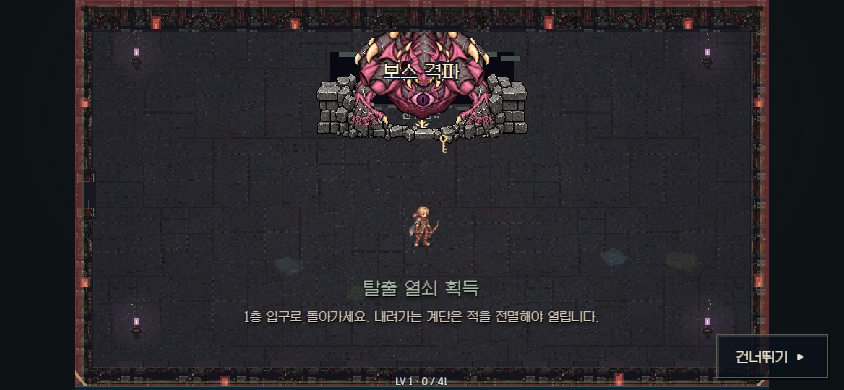 보스 격파
탈출 열쇠 획득
1층 입구로 돌아가세요. 내려가는 계단은 적을 전멸해야 열립니다.
건너뛰기 ▶
LV 1 · 0 / 41